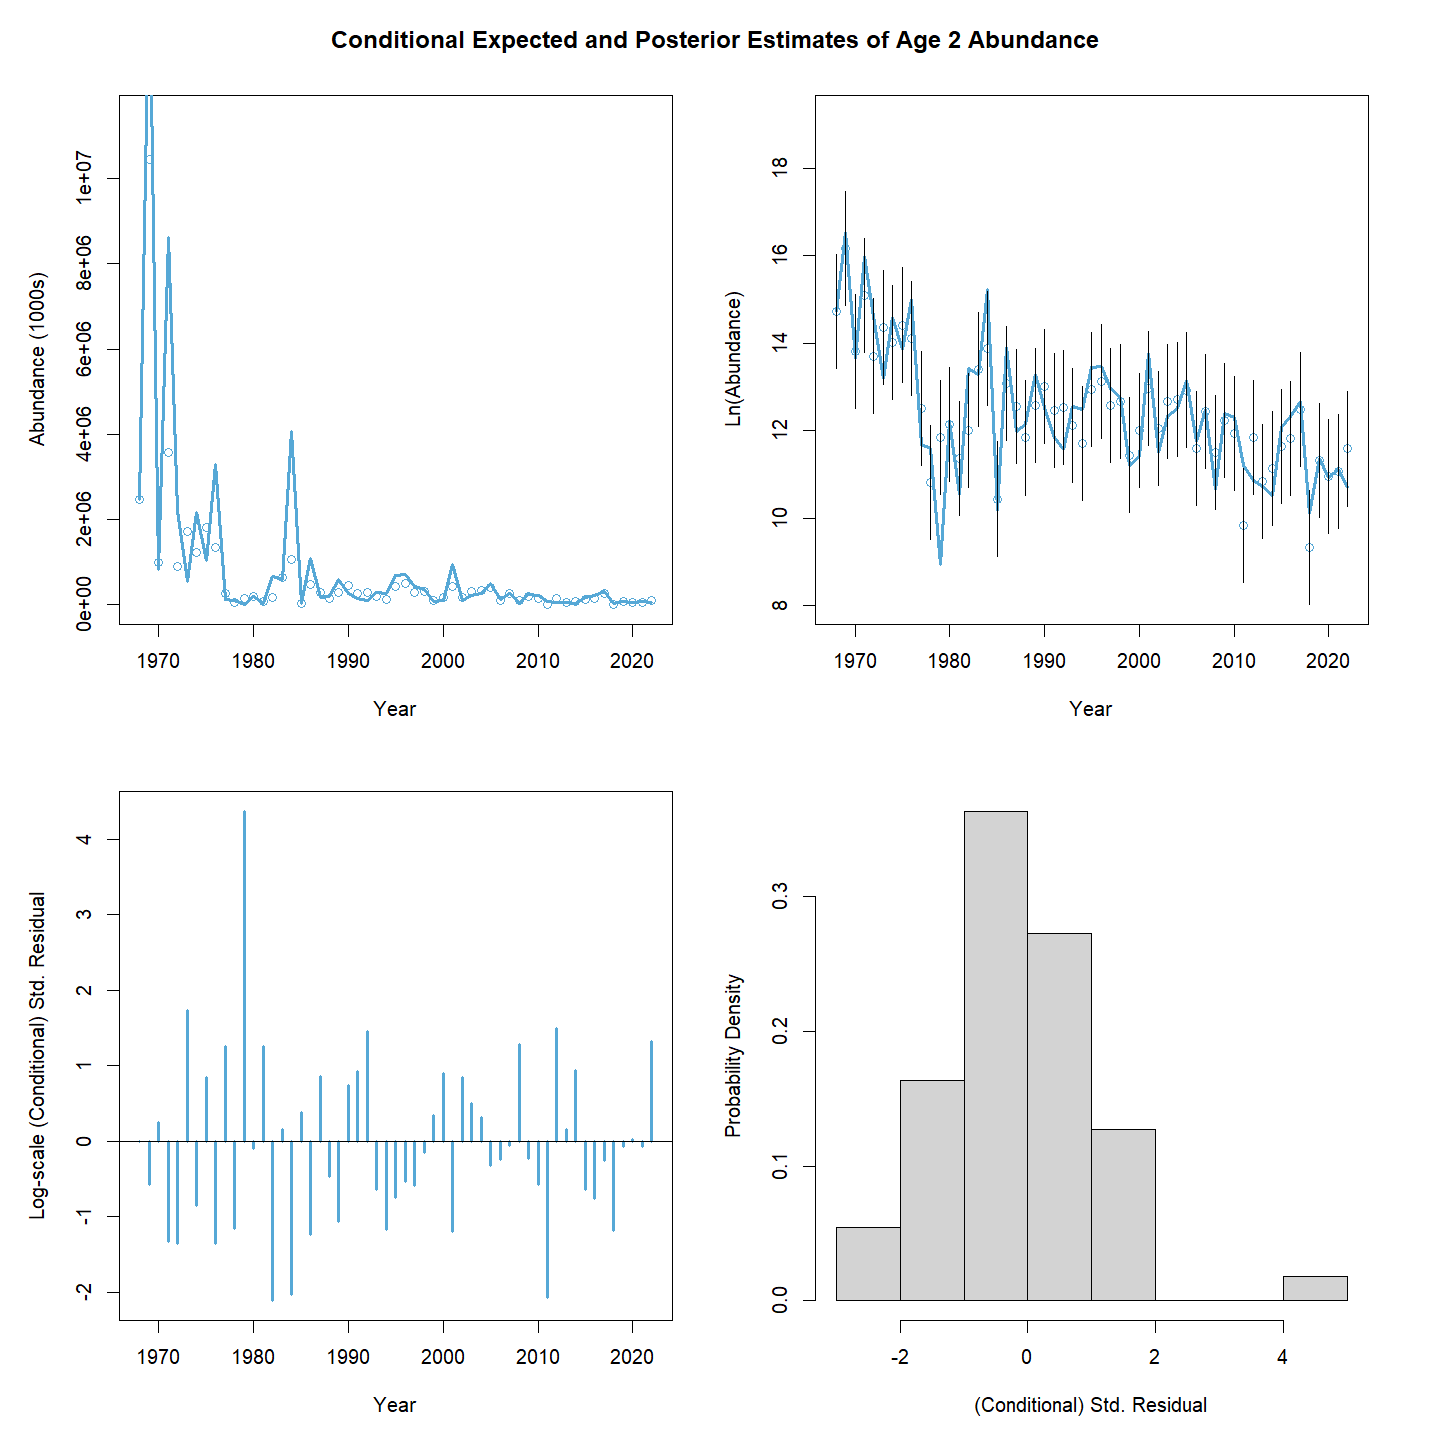 Conditional Expected and Posterior Estimates of Age 2 Abundance
Abundance (1000s)
0e+00 2e+06 4e+06 6e+06 8e+06 1e+07
1970 1980 1990 2000 2010 2020
Year
Ln(Abundance)
8 10 12 14 16 18
1970 1980 1990 2000 2010 2020
Year
Log-scale (Conditional) Std. Residual
-2 -1 0 1 2 3 4
1970 1980 1990 2000 2010 2020
Year
Probability Density
0.0 0.1 0.2 0.3
-2 0 2 4
(Conditional) Std. Residual